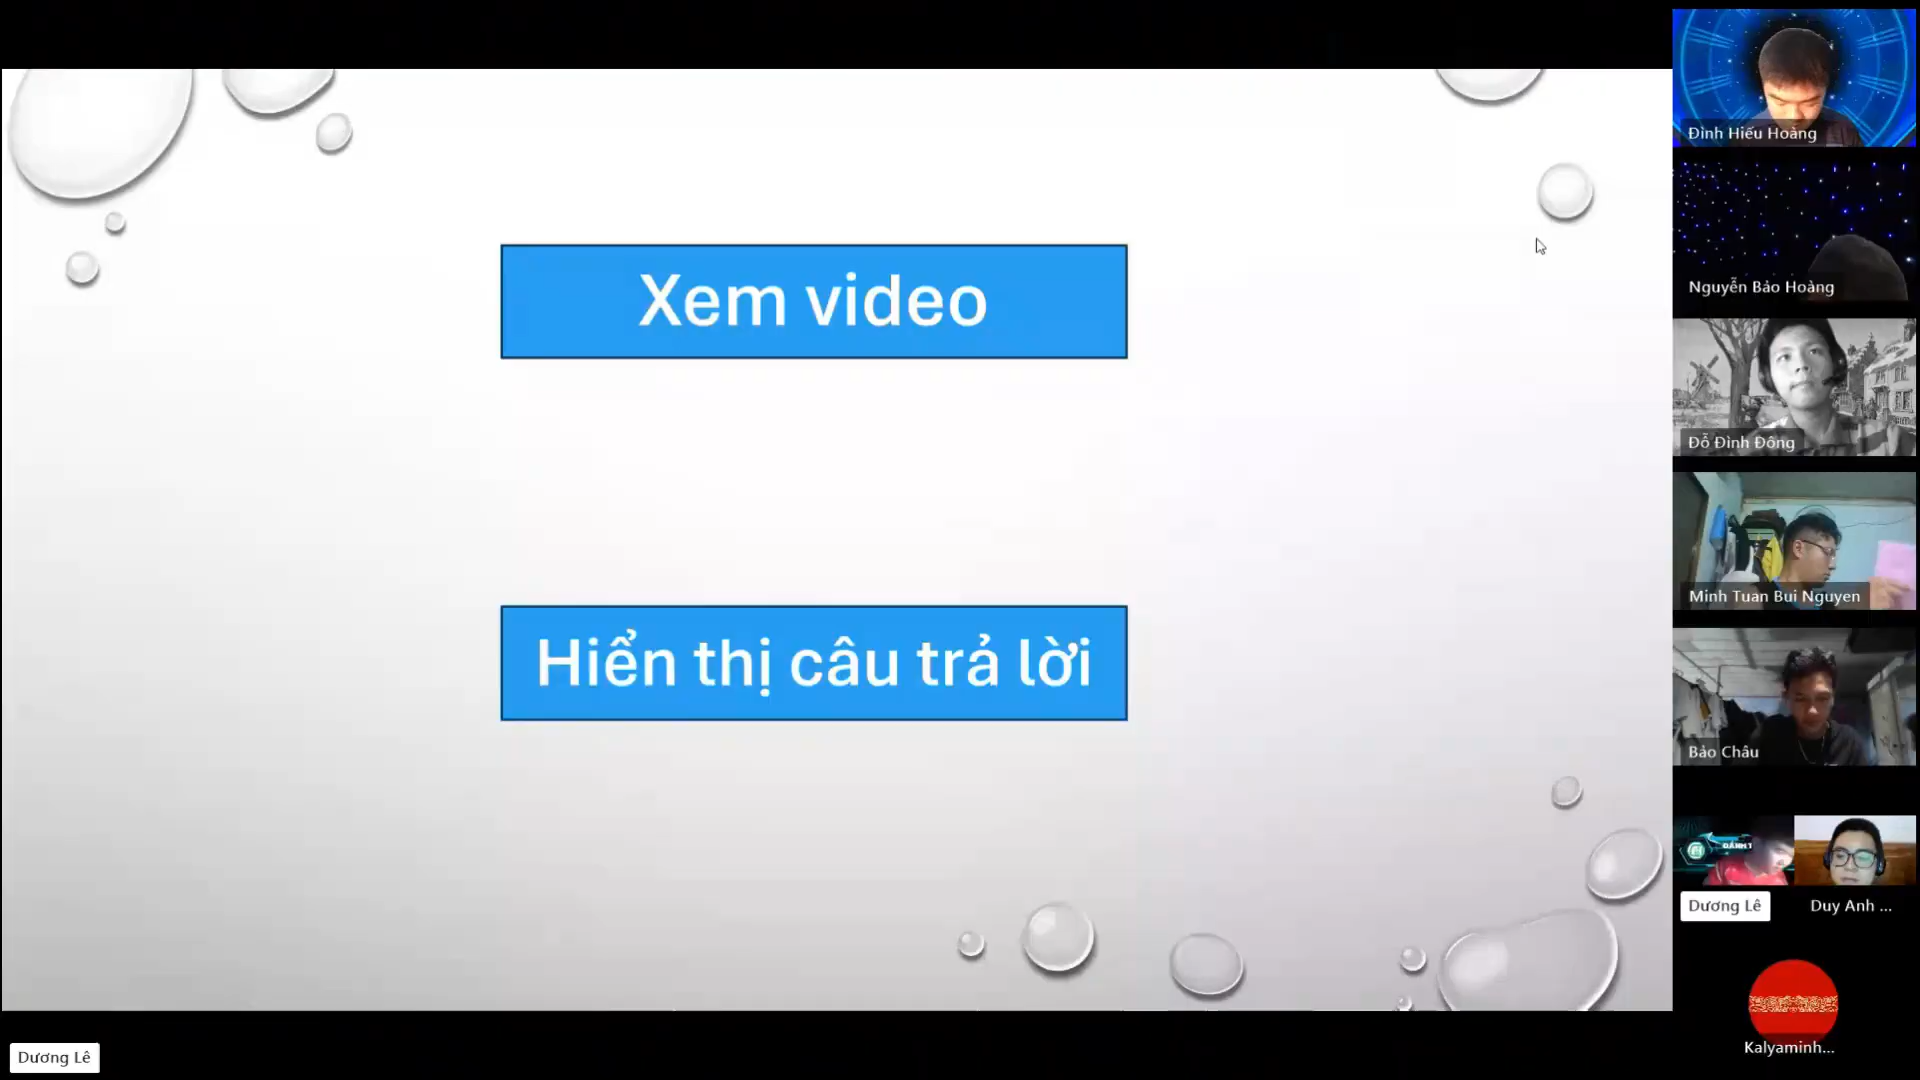 Xem video
Hiển thị câu trả lời
Đình Hiếu Hoàng
Nguyễn Bảo Hoàng
Đỗ Đình Đông
Minh Tuan Bui Nguyen
Bảo Châu
Dương Lê
Duy Anh ...
Kalyaminh...
Dương Lê